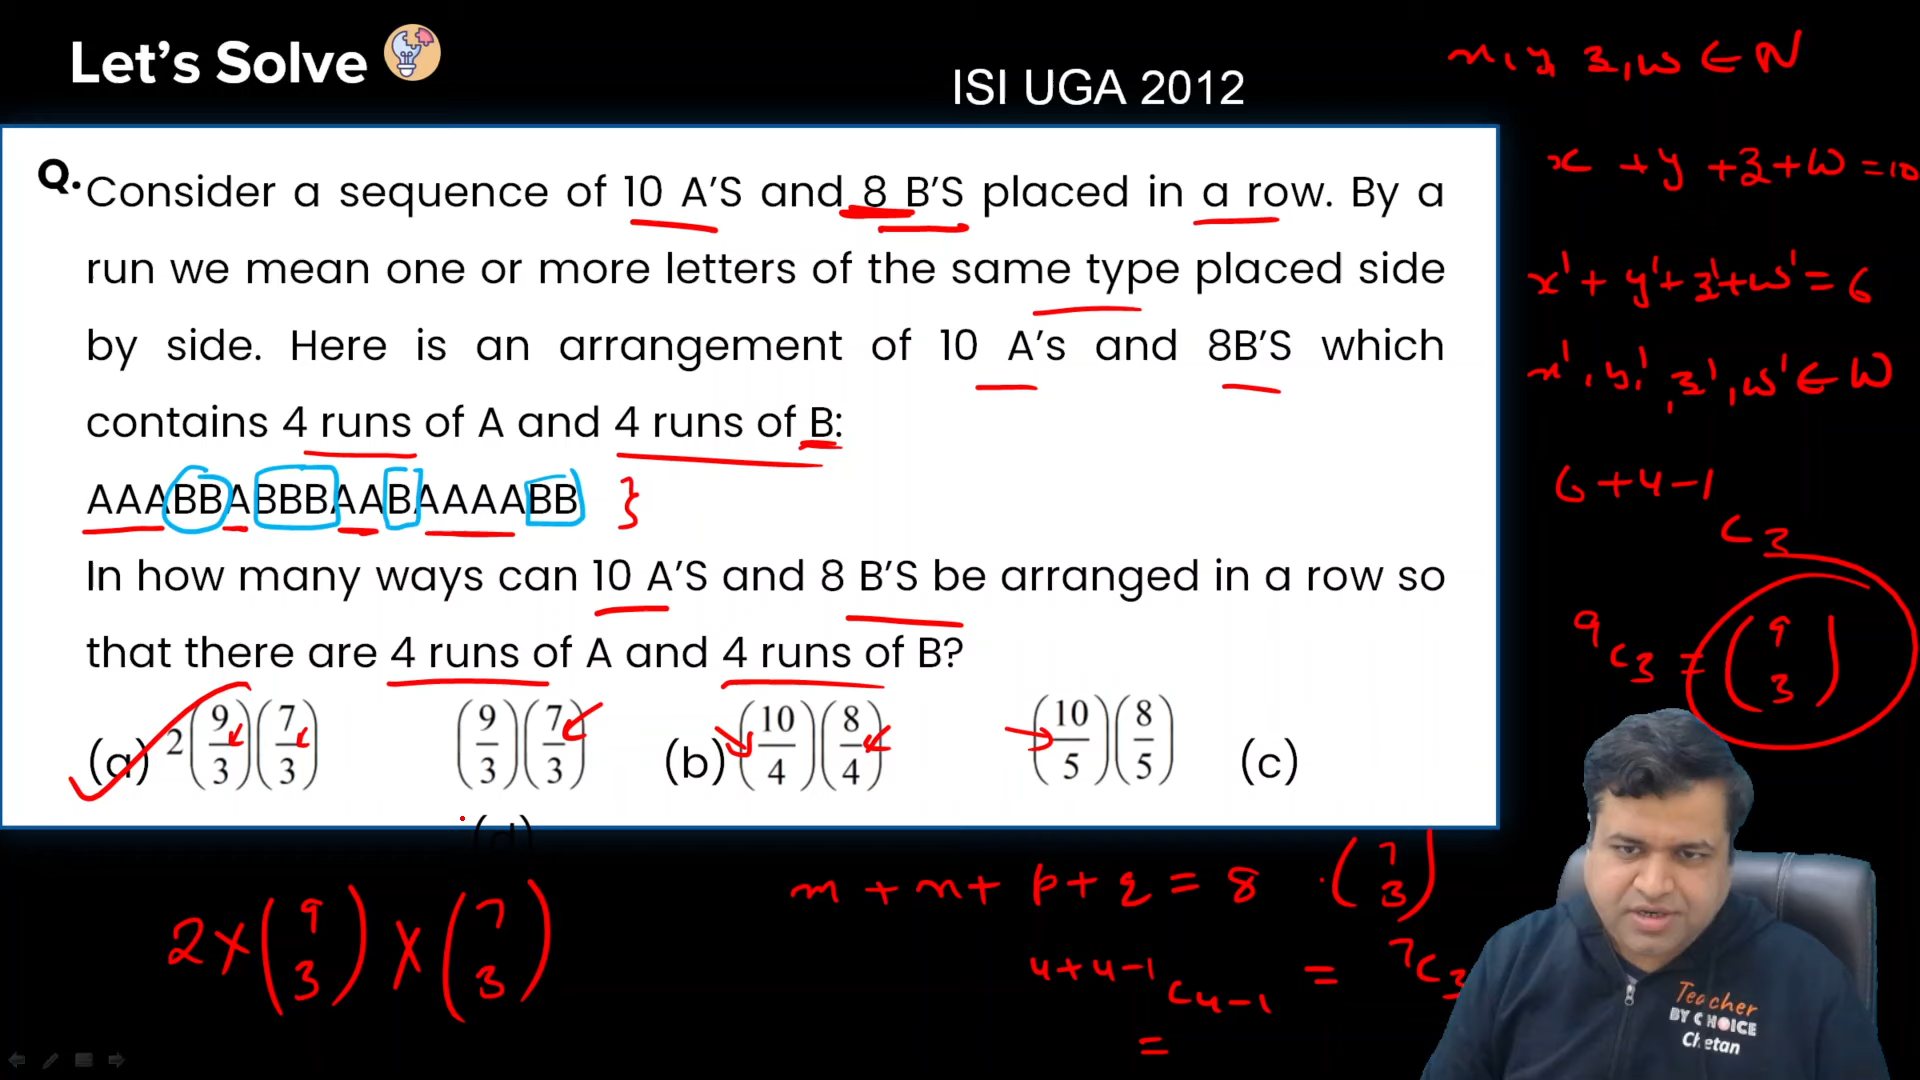 Let's Solve
ISI UGA 2012
Q. Consider a sequence of 10 A'S and 8 B'S placed in a row. By a
run we mean one or more letters of the same type placed side
by side. Here is an arrangement of 10 A's and 8B'S which
contains 4 runs of A and 4 runs of B:
AAABBABBBAABAAAABB }
In how many ways can 10 A'S and 8 B'S be arranged in a row so
that there are 4 runs of A and 4 runs of B?
(a) 2(9/3)(7/3) (9/3)(7/3) (b) (10/4)(8/4) (10/5)(8/5) (c)
(d)
x, y, z, w ∈ N
x + y + z + w = 10
x' + y' + z' + w' = 6
x', y', z', w' ∈ W
6+4-1
C3
9C3 = (9 3)
2 × (9 3) × (7 3)
m + n + p + q = 8 · (7 3)
4+4-1C4-1 = 7C3
=
Teacher
BY CHOICE
Chetan